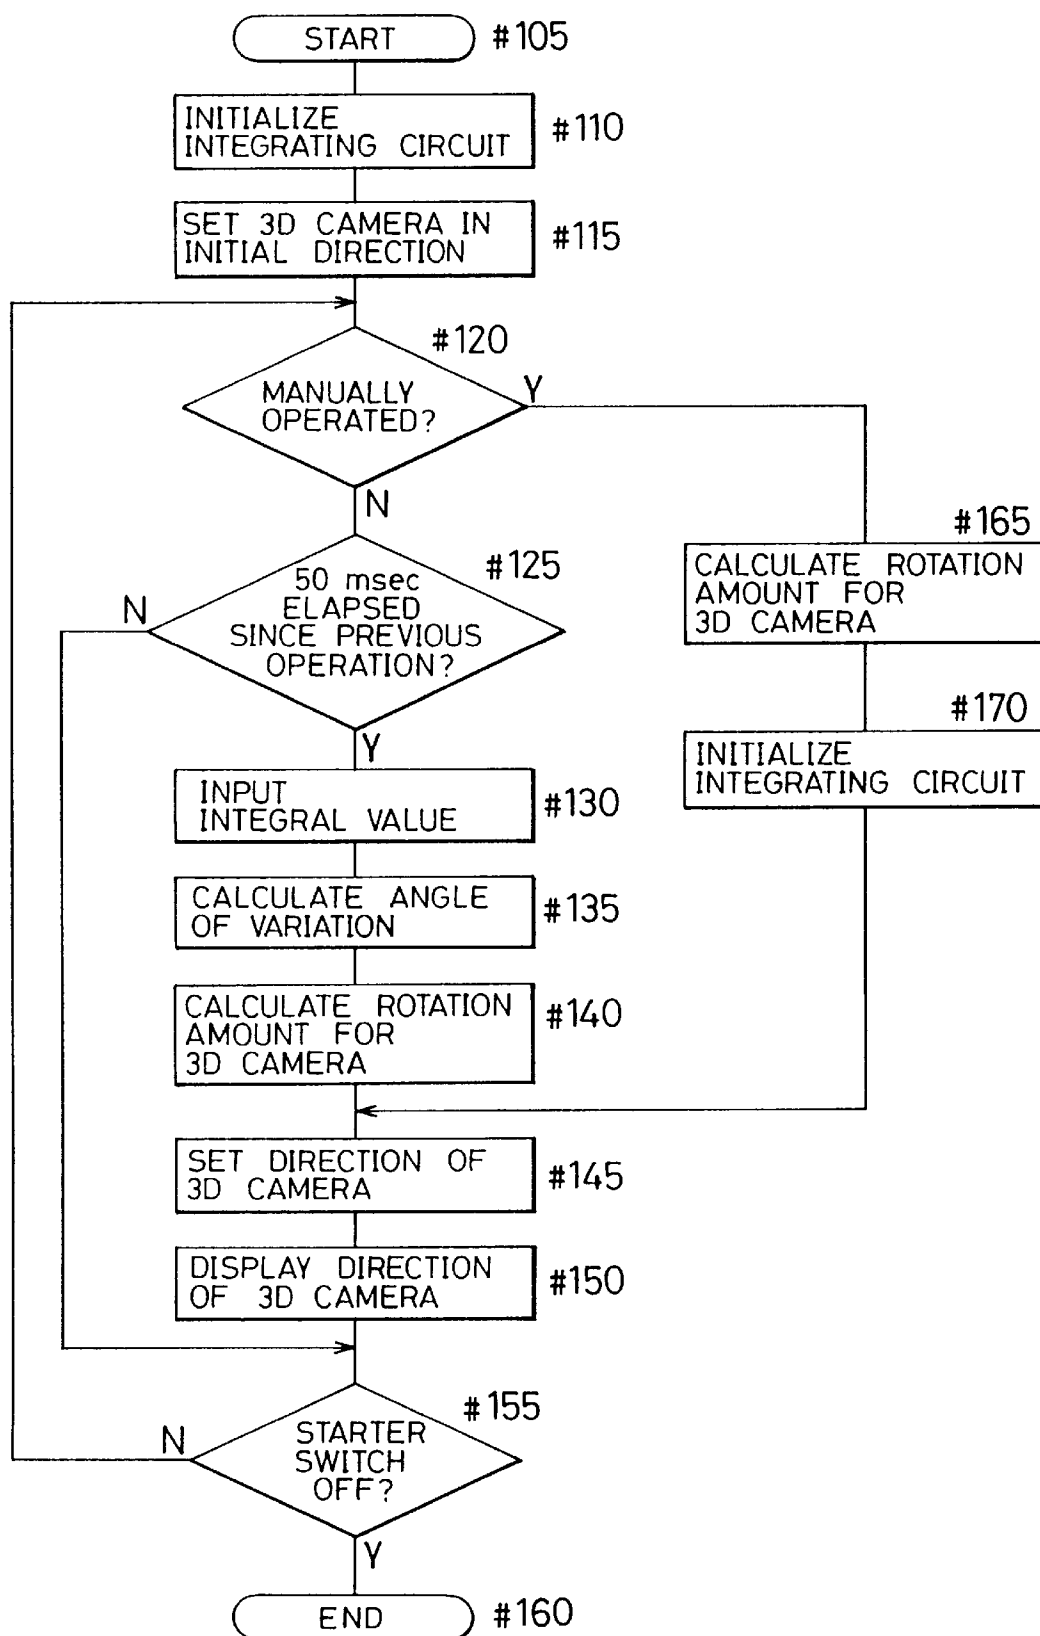 START #105
INITIALIZE
INTEGRATING CIRCUIT #110
SET 3D CAMERA IN
INITIAL DIRECTION #115
#120
MANUALLY
OPERATED?
Y
N
#125
50 msec
ELAPSED
SINCE PREVIOUS
OPERATION?
N
Y
#165
CALCULATE ROTATION
AMOUNT FOR
3D CAMERA
#170
INITIALIZE
INTEGRATING CIRCUIT
INPUT
INTEGRAL VALUE #130
CALCULATE ANGLE
OF VARIATION #135
CALCULATE ROTATION
AMOUNT FOR
3D CAMERA #140
SET DIRECTION OF
3D CAMERA #145
DISPLAY DIRECTION
OF 3D CAMERA #150
#155
STARTER
SWITCH
OFF?
N
Y
END #160